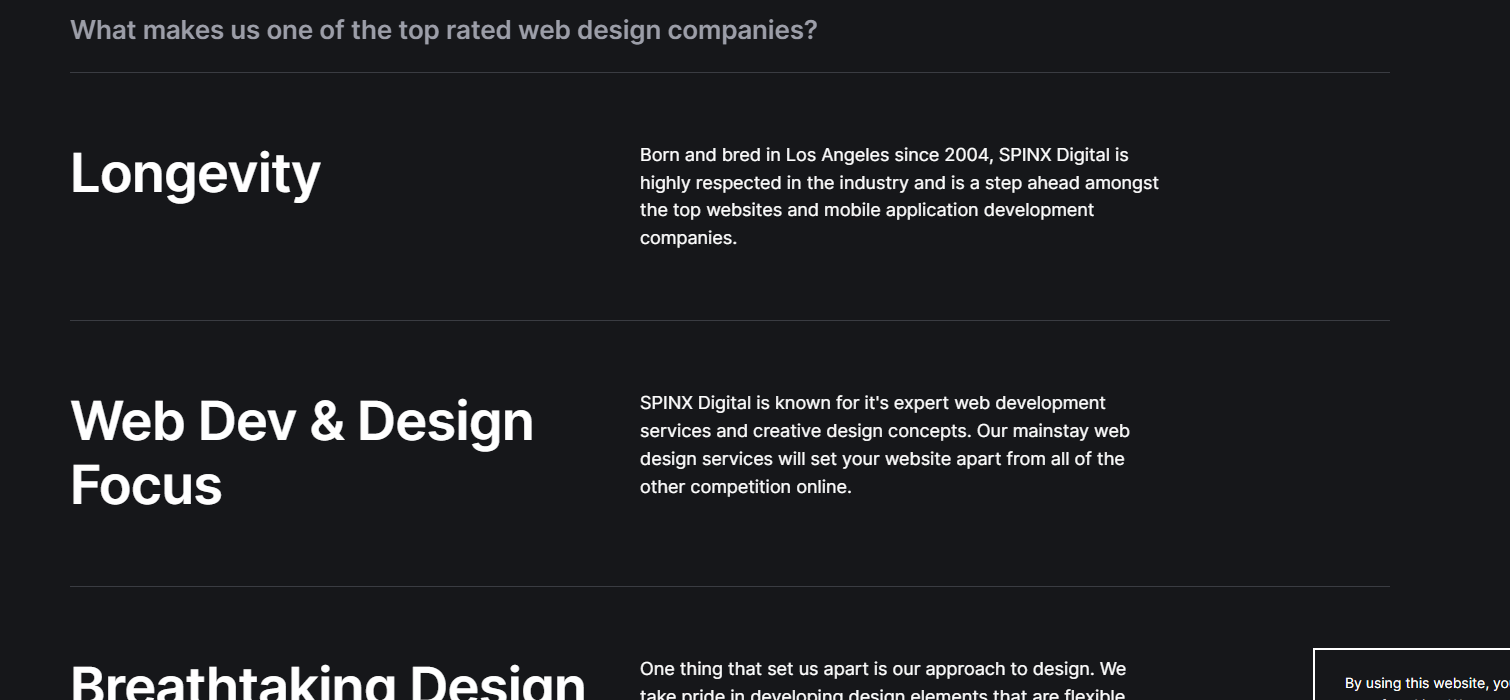 What makes us one of the top rated web design companies?
Longevity
Born and bred in Los Angeles since 2004, SPINX Digital is
highly respected in the industry and is a step ahead amongst
the top websites and mobile application development
companies.
Web Dev & Design
Focus
SPINX Digital is known for it's expert web development
services and creative design concepts. Our mainstay web
design services will set your website apart from all of the
other competition online.
Breathtaking Design
One thing that set us apart is our approach to design. We
take pride in developing design elements that are flexible
By using this website,